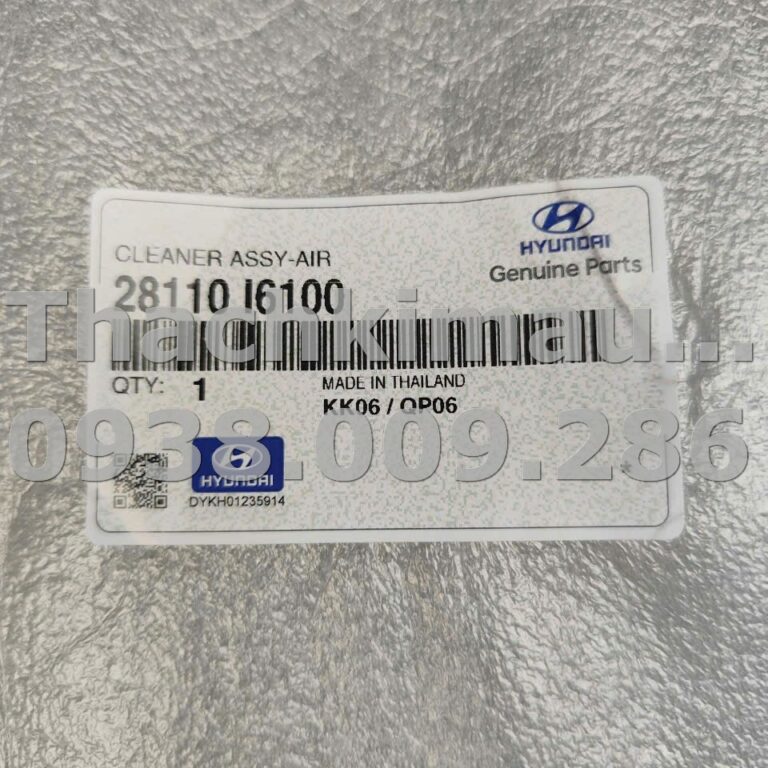 HYUNDAI
Genuine Parts
CLEANER ASSY-AIR
28110 I6100
Thachkimau...
QTY: 1
MADE IN THAILAND
KK06 / QP06
0938.009.286
HYUNDAI
DYKH01235914